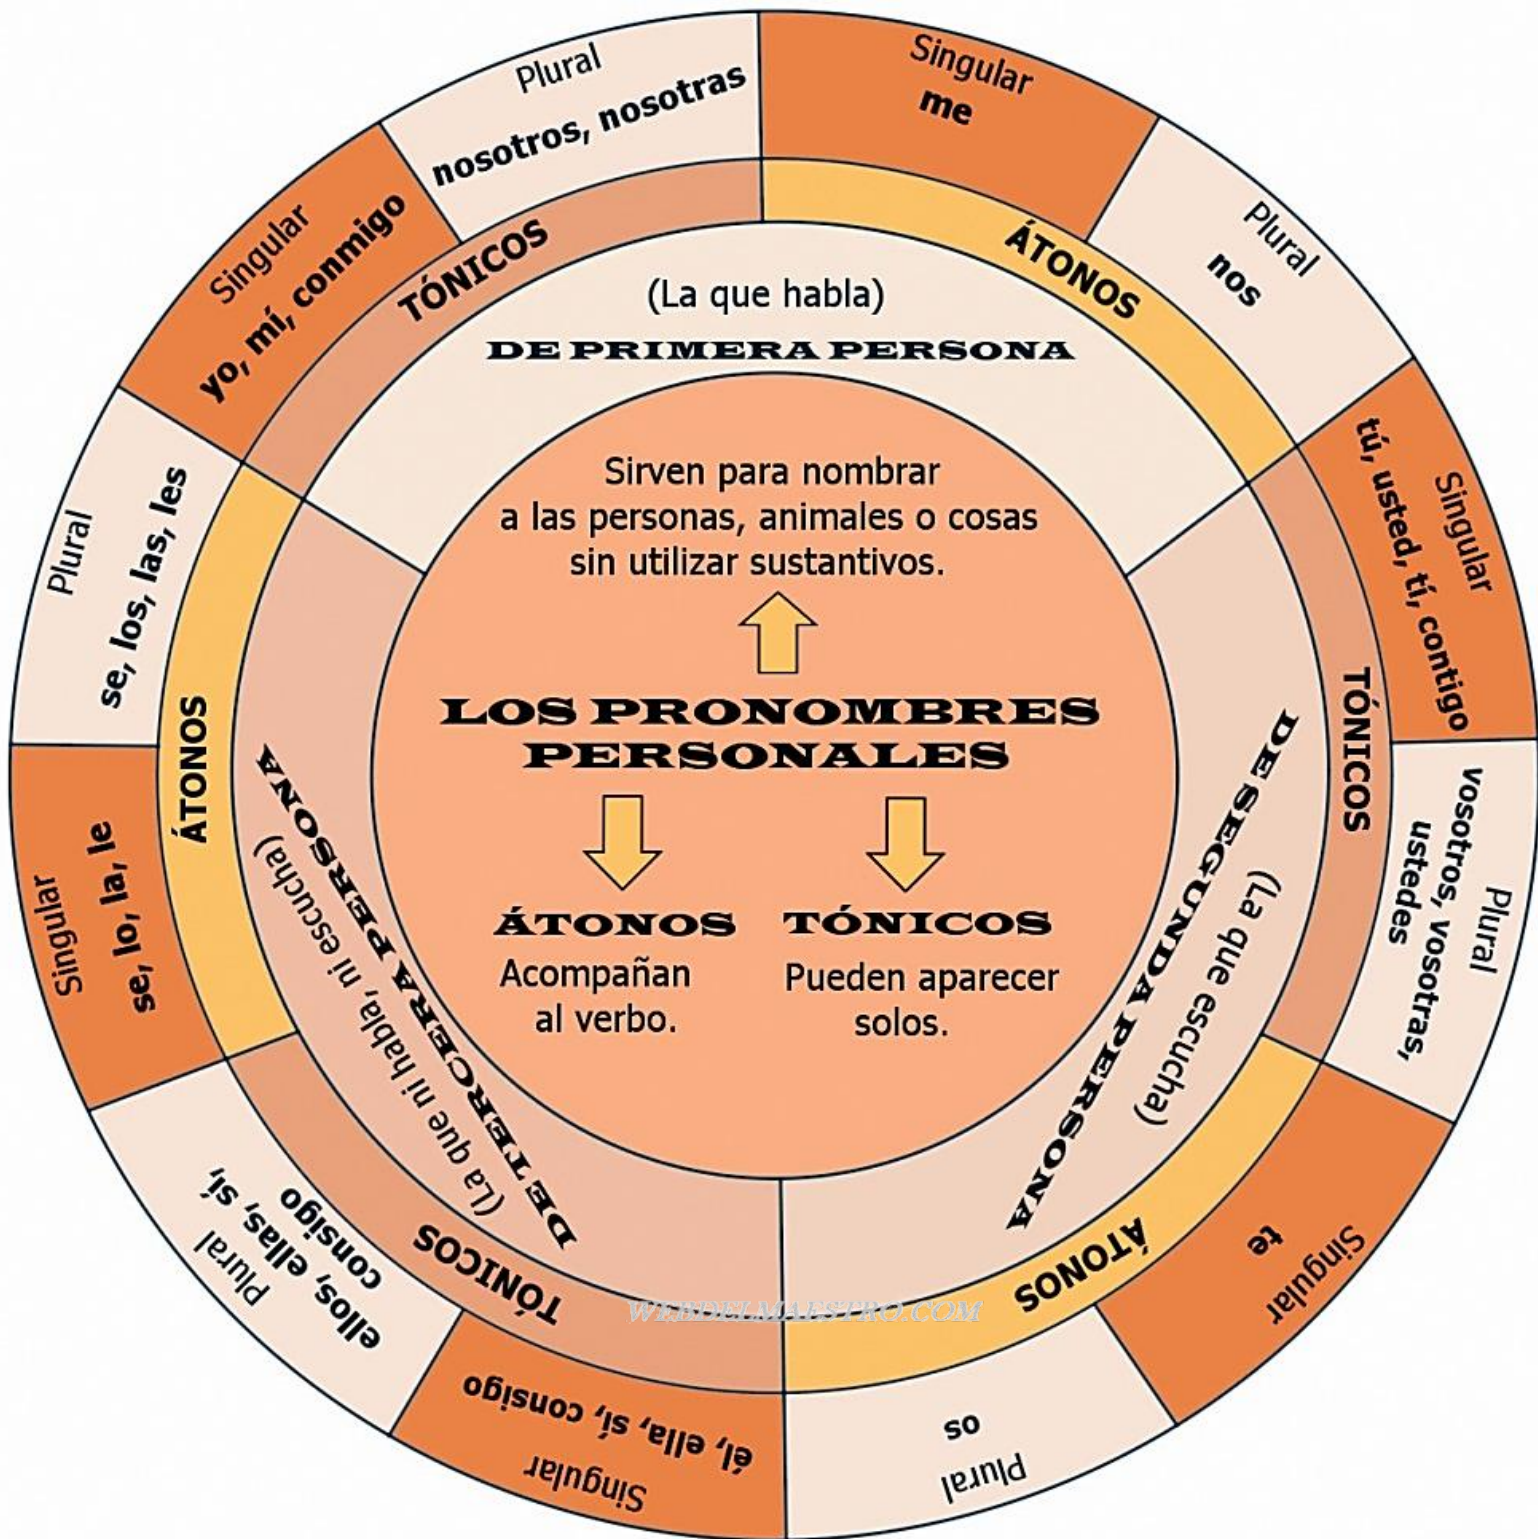 Sirven para nombrar
a las personas, animales o cosas
sin utilizar sustantivos.
LOS PRONOMBRES
PERSONALES
ÁTONOS
Acompañan
al verbo.
TÓNICOS
Pueden aparecer
solos.
(La que habla)
DE PRIMERA PERSONA
TÓNICOS
Singular
yo, mí, conmigo
Plural
nosotros, nosotras
ÁTONOS
Singular
me
Plural
nos
DE SEGUNDA PERSONA
(La que escucha)
TÓNICOS
Singular
tú, usted, tí, contigo
Plural
vosotros, vosotras,
ustedes
ÁTONOS
Singular
te
Plural
os
DE TERCERA PERSONA
(La que ni habla, ni escucha)
TÓNICOS
Singular
él, ella, sí, consigo
Plural
ellos, ellas, sí,
consigo
ÁTONOS
Singular
se, lo, la, le
Plural
se, los, las, les
WEBDELMAESTRO.COM